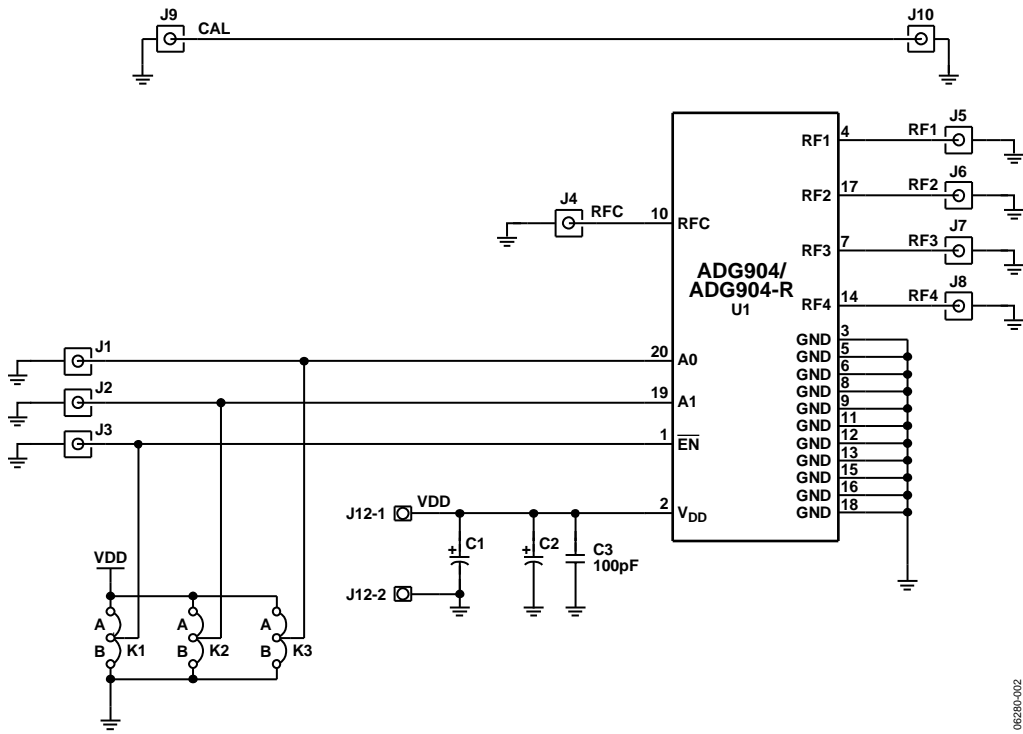 J9
CAL
J10
J5
RF1
4
RF1
J6
RF2
17
RF2
J4
RFC
10
RFC
J7
RF3
7
RF3
ADG904/
ADG904-R
U1
J8
RF4
14
RF4
GND 3
GND 5
GND 6
GND 8
GND 9
GND 11
GND 12
GND 13
GND 15
GND 16
GND 18
J1
20
A0
J2
19
A1
J3
1
EN
J12-1
VDD
2
VDD
+
C1
+
C2
C3
100pF
J12-2
VDD
A
B
K1
A
B
K2
A
B
K3
06280-002